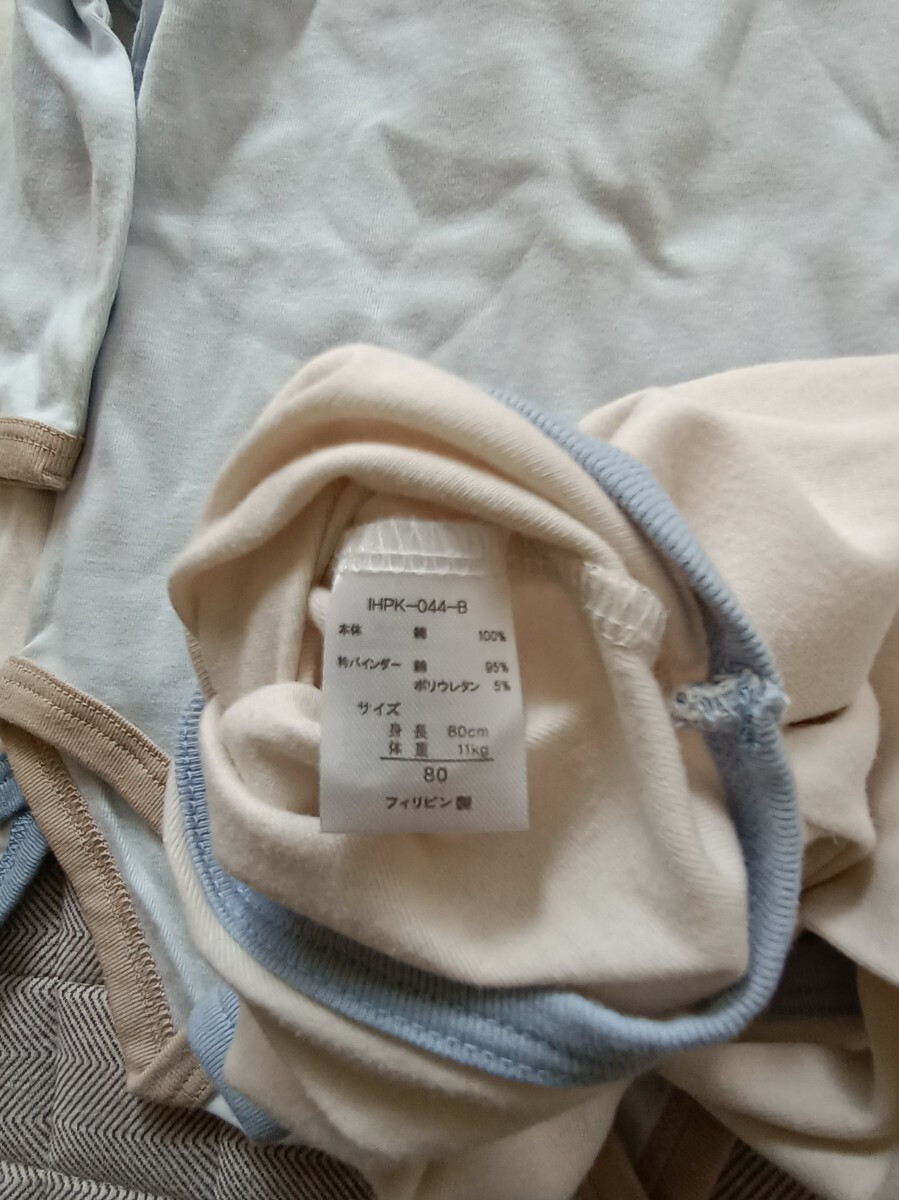 IHPK-044-B
本体 綿 100%
衿バインダー 綿 95%
ポリウレタン 5%
サイズ
身長 80cm
体重 11kg
80
フィリピン製